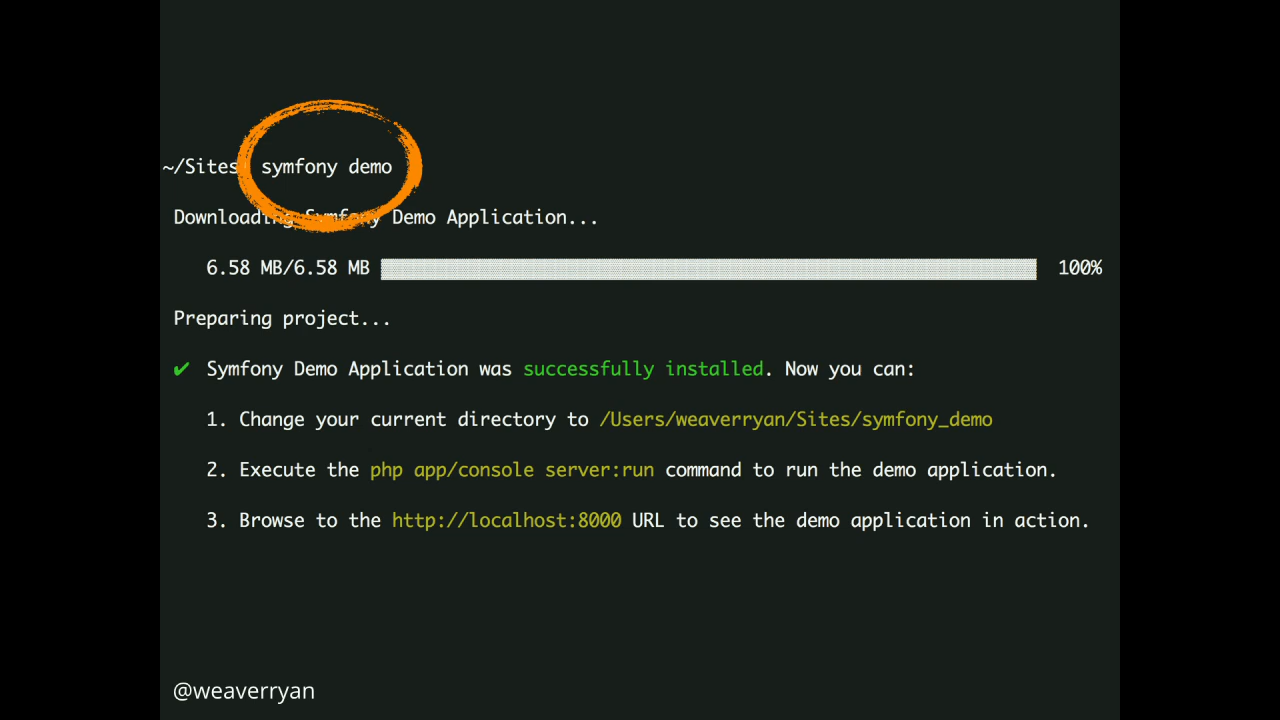 ~/Sites symfony demo
Downloading Symfony Demo Application...
6.58 MB/6.58 MB 100%
Preparing project...
✔ Symfony Demo Application was successfully installed. Now you can:
1. Change your current directory to /Users/weaverryan/Sites/symfony_demo
2. Execute the php app/console server:run command to run the demo application.
3. Browse to the http://localhost:8000 URL to see the demo application in action.
@weaverryan